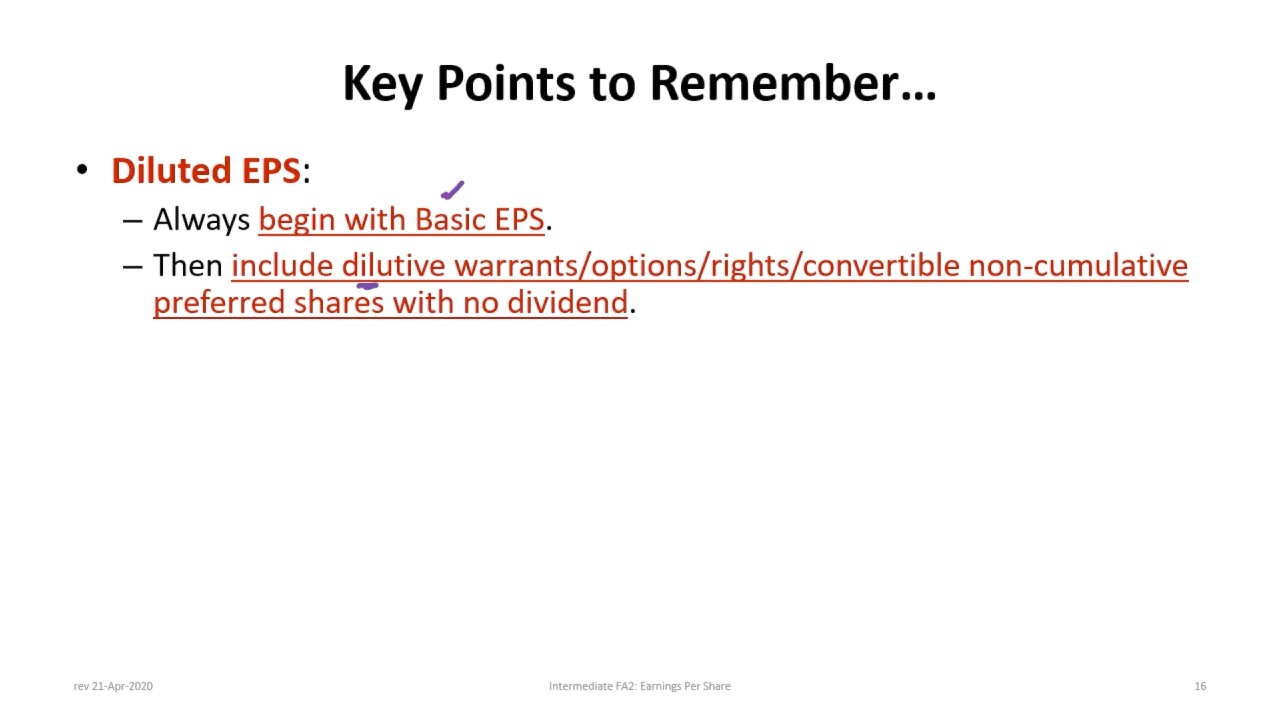 Key Points to Remember…
• Diluted EPS:
– Always begin with Basic EPS.
– Then include dilutive warrants/options/rights/convertible non-cumulative
preferred shares with no dividend.
rev 21-Apr-2020
Intermediate FA2: Earnings Per Share
16